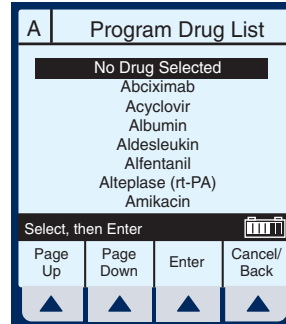 A
Program Drug List
No Drug Selected
Abciximab
Acyclovir
Albumin
Aldesleukin
Alfentanil
Alteplase (rt-PA)
Amikacin
Select, then Enter
Page Up
Page Down
Enter
Cancel/ Back